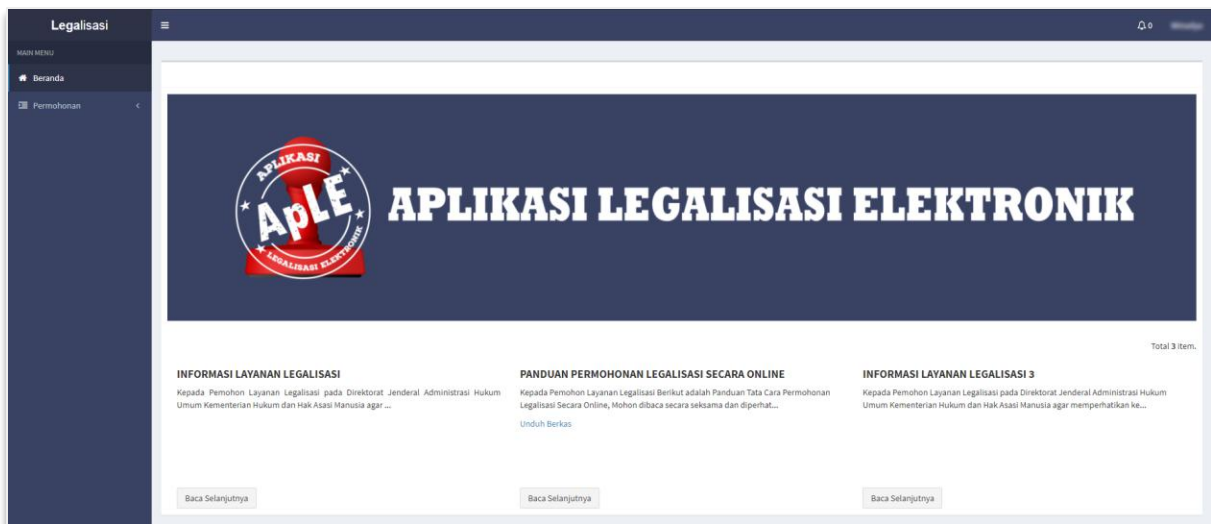 Legalisasi
0
MAIN MENU
Beranda
Permohonan
APLIKASI
ApLE
LEGALISASI ELEKTRONIK
APLIKASI LEGALISASI ELEKTRONIK
Total 3 item.
INFORMASI LAYANAN LEGALISASI
Kepada Pemohon Layanan Legalisasi pada Direktorat Jenderal Administrasi Hukum
Umum Kementerian Hukum dan Hak Asasi Manusia agar ...
Baca Selanjutnya
PANDUAN PERMOHONAN LEGALISASI SECARA ONLINE
Kepada Pemohon Layanan Legalisasi Berikut adalah Panduan Tata Cara Permohonan
Legalisasi Secara Online, Mohon dibaca secara seksama dan diperhat...
Unduh Berkas
Baca Selanjutnya
INFORMASI LAYANAN LEGALISASI 3
Kepada Pemohon Layanan Legalisasi pada Direktorat Jenderal Administrasi Hukum
Umum Kementerian Hukum dan Hak Asasi Manusia agar memperhatikan ke...
Baca Selanjutnya